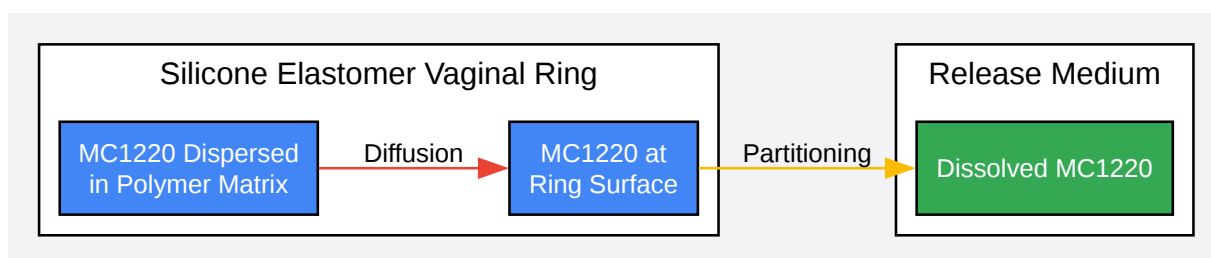 Silicone Elastomer Vaginal Ring
Release Medium
MC1220 Dispersed
in Polymer Matrix
Diffusion
MC1220 at
Ring Surface
Partitioning
Dissolved MC1220